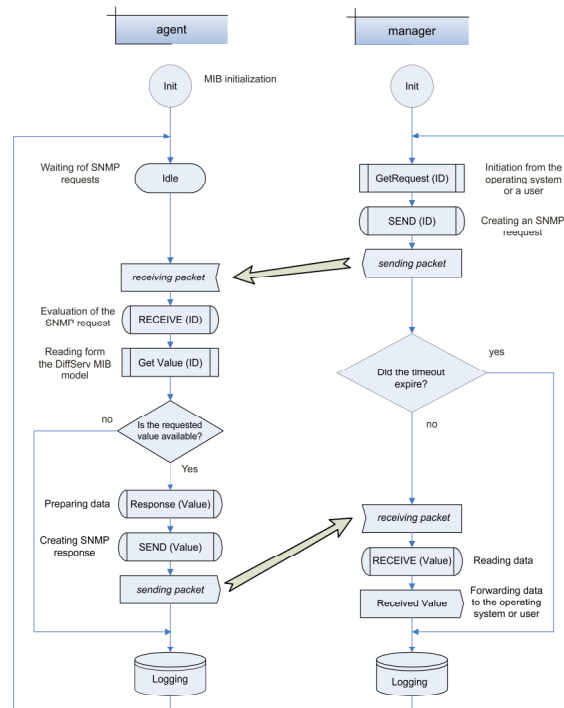 agent
manager
Init
MIB initialization
Init
Waiting rof SNMP
requests
Idle
GetRequest (ID)
Initiation from the
operating system
or a user
SEND (ID)
Creating an SNMP
reequest
receiving packet
sending packet
Evaluation of the
SNMP request
RECEIVE (ID)
Reading form
the DiffServ MIB
model
Get Value (ID)
Did the timeout
expire?
yes
no
no
Is the requested
value available?
Yes
Preparing data
Response (Value)
receiving packet
Creating SNMP
response
SEND (Value)
RECEIVE (Value)
Reading data
sending packet
Received Value
Forwarding data
to the operating
system or user
Logging
Logging